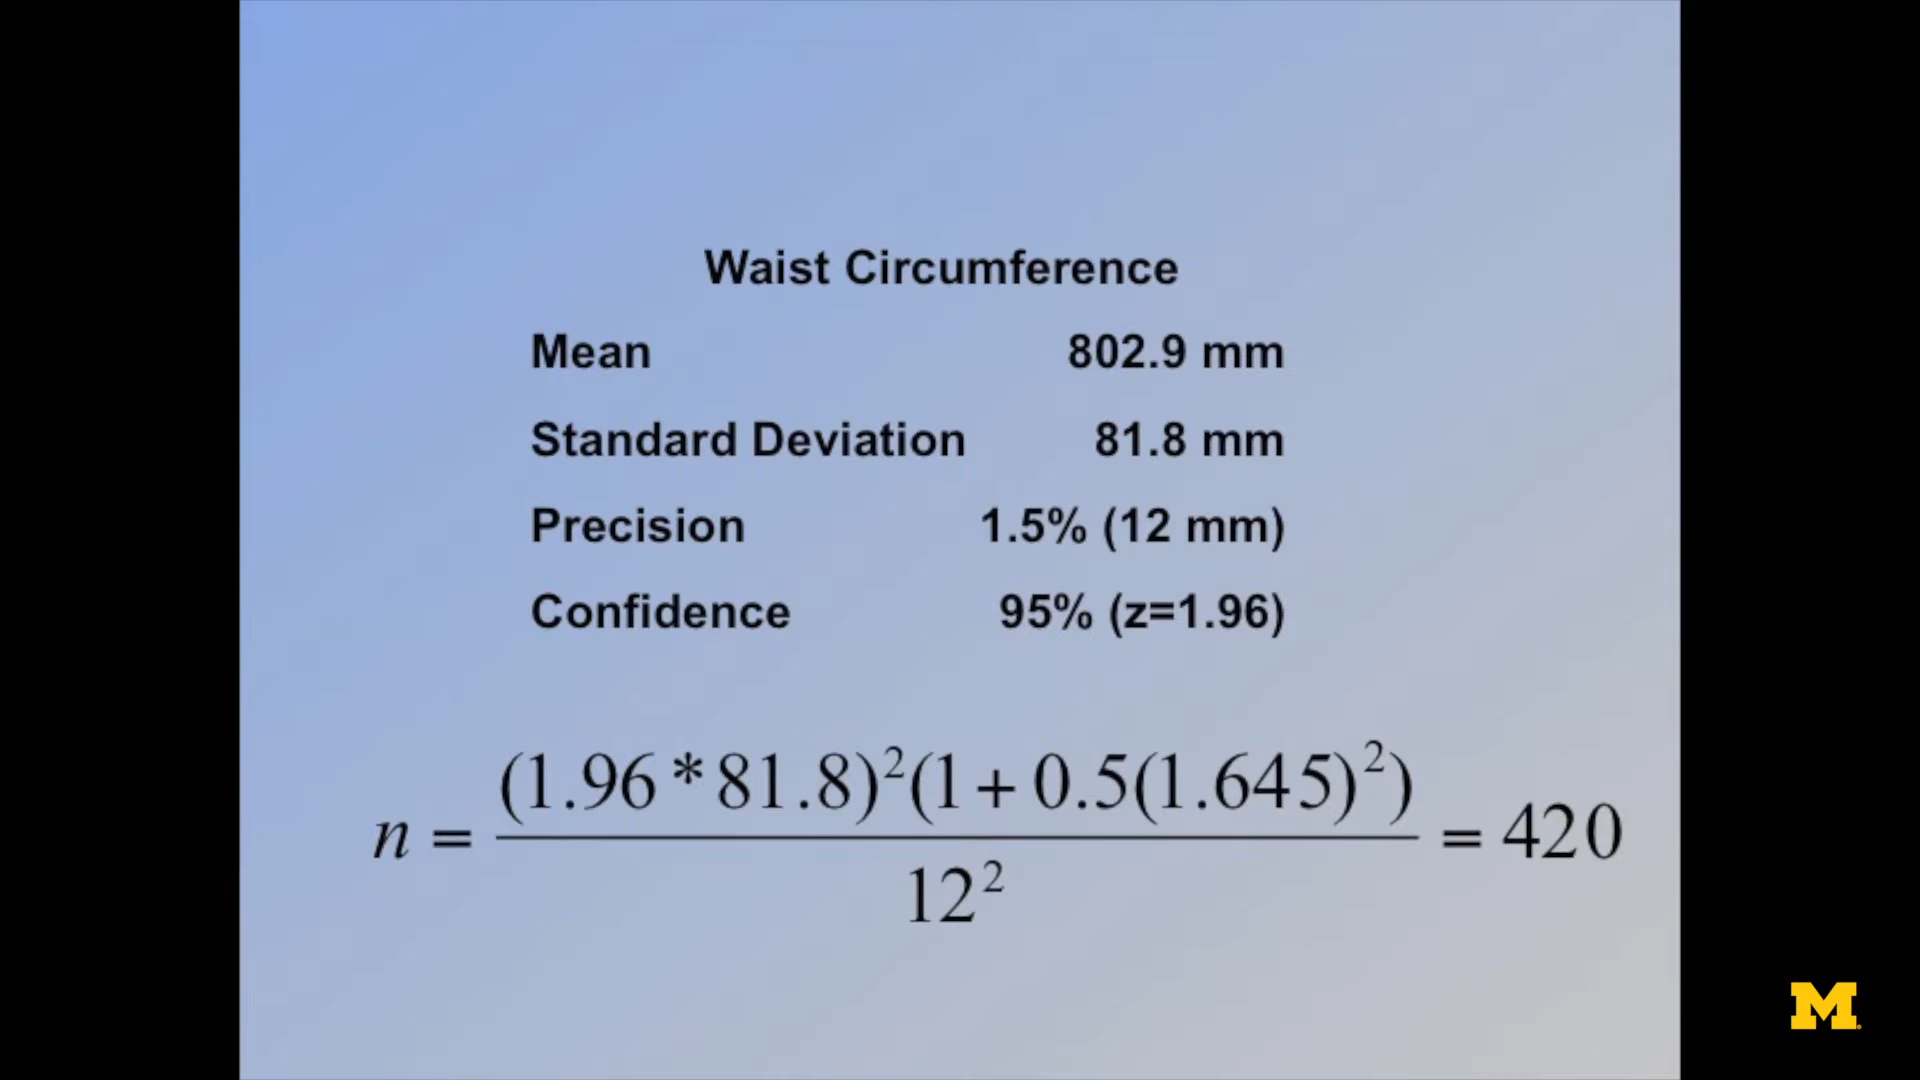 Waist Circumference
Mean 802.9 mm
Standard Deviation 81.8 mm
Precision 1.5% (12 mm)
Confidence 95% (z=1.96)
n = (1.96*81.8)²(1+0.5(1.645)²) / 12² = 420
M